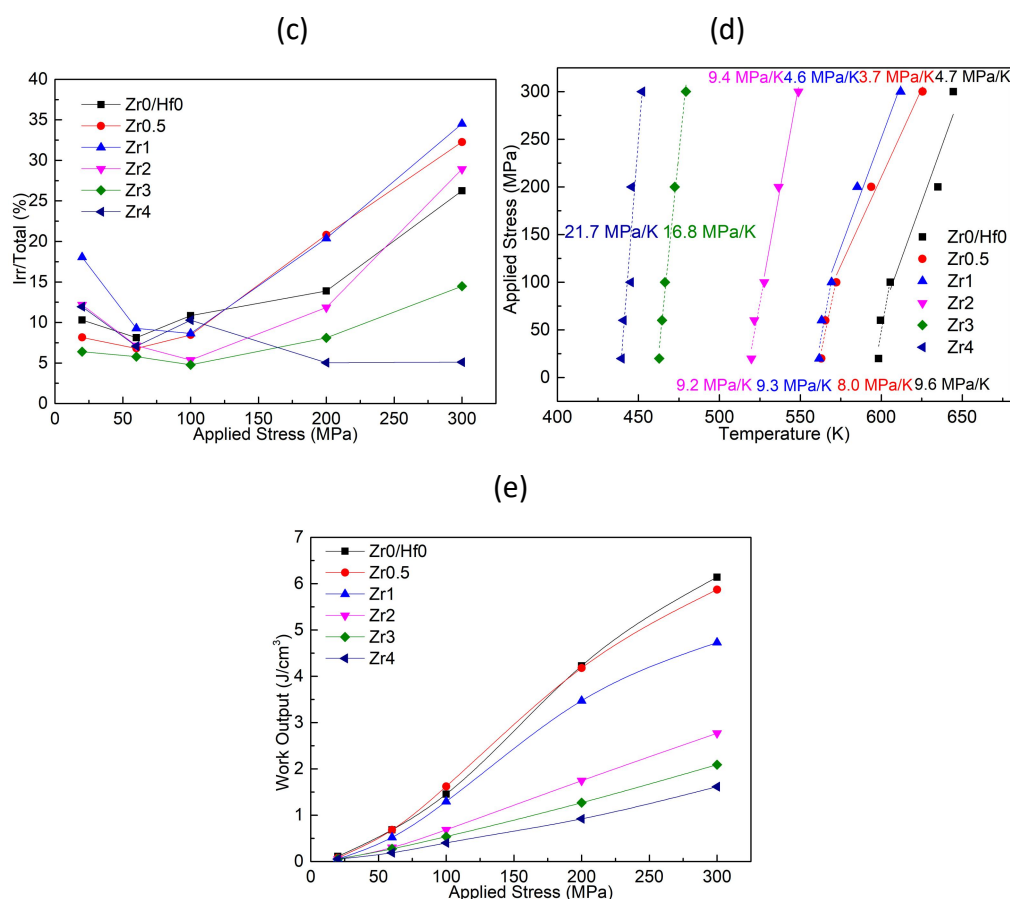 (c)
40
35
30
25
20
15
10
5
0
Irr/Total (%)
Zr0/Hf0
Zr0.5
Zr1
Zr2
Zr3
Zr4
0 50 100 150 200 250 300
Applied Stress (MPa)
(d)
9.4 MPa/K 4.6 MPa/K 3.7 MPa/K 4.7 MPa/K
300
250
200
150
100
50
0
Applied Stress (MPa)
21.7 MPa/K 16.8 MPa/K
Zr0/Hf0
Zr0.5
Zr1
Zr2
Zr3
Zr4
9.2 MPa/K 9.3 MPa/K 8.0 MPa/K 9.6 MPa/K
400 450 500 550 600 650
Temperature (K)
(e)
7
6
5
4
3
2
1
0
Work Output (J/cm³)
Zr0/Hf0
Zr0.5
Zr1
Zr2
Zr3
Zr4
0 50 100 150 200 250 300
Applied Stress (MPa)